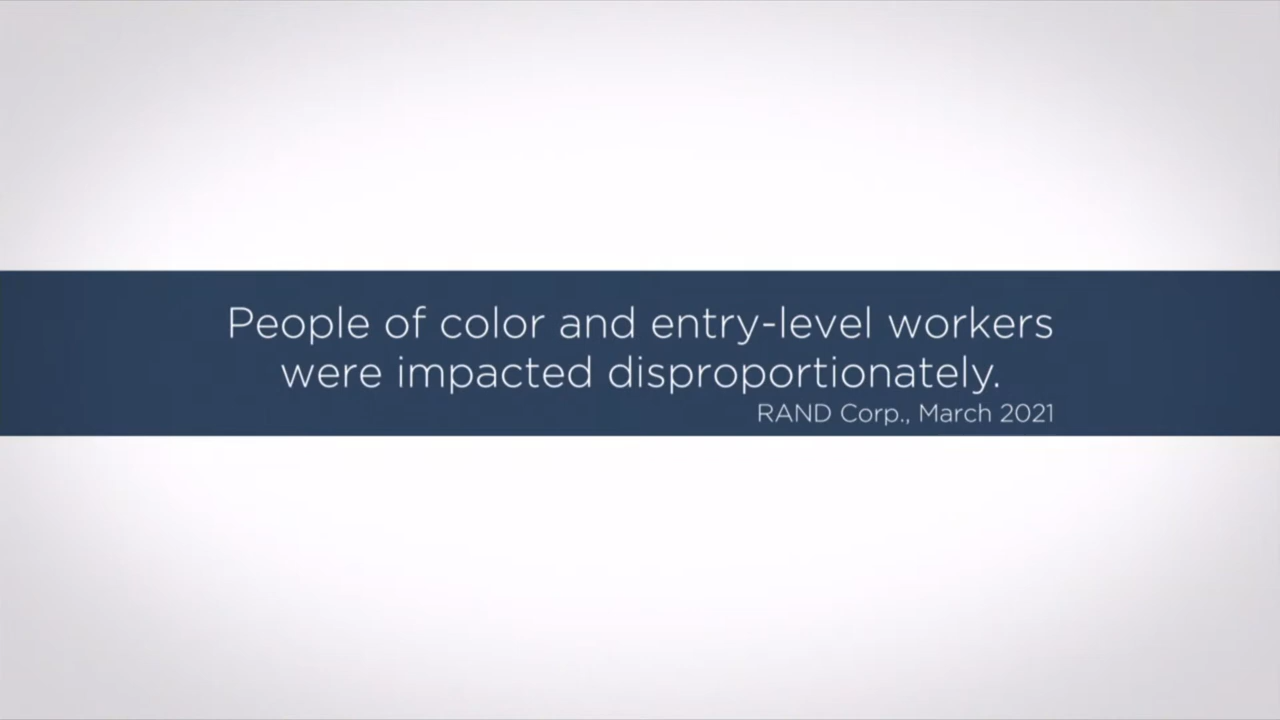 People of color and entry-level workers
were impacted disproportionately.
RAND Corp., March 2021